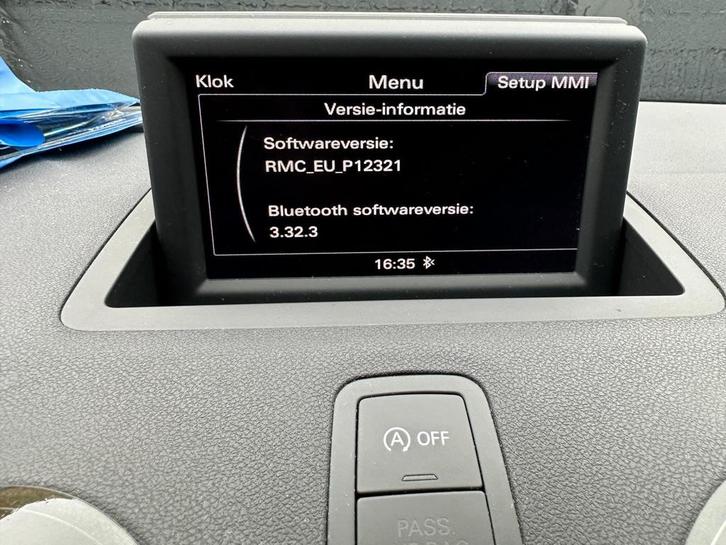 Klok Menu Setup MMI
Versie-informatie
Softwareversie:
RMC_EU_P12321
Bluetooth softwareversie:
3.32.3
16:35
A OFF
PASS.